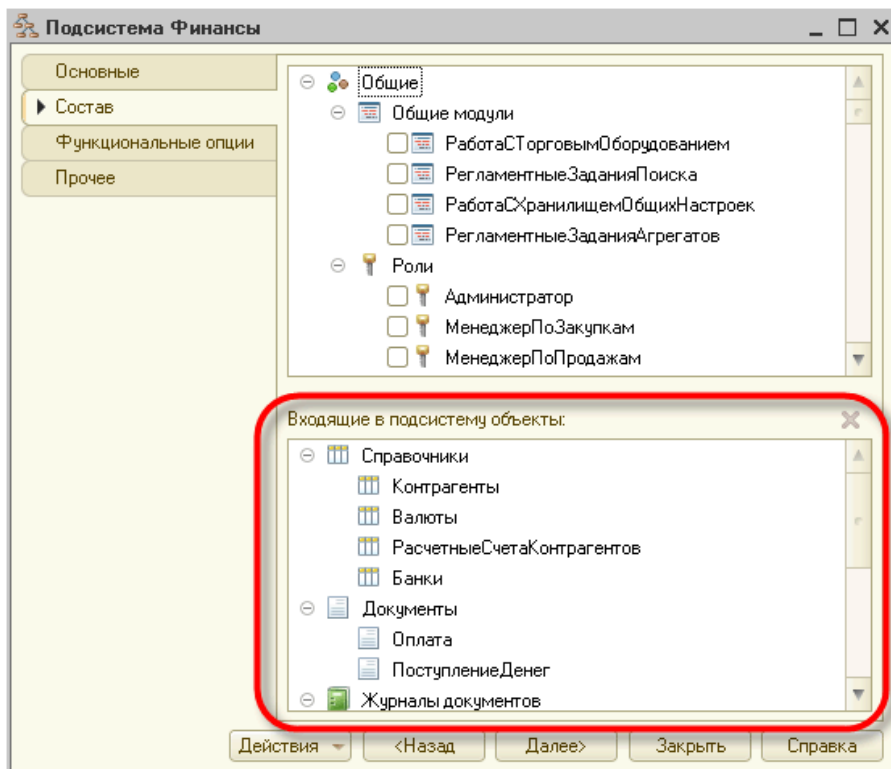 Подсистема Финансы
Основные
Состав
Функциональные опции
Прочее
Общие
Общие модули
РаботаСТорговымОборудованием
РегламентныеЗаданияПоиска
РаботаСХранилищемОбщихНастроек
РегламентныеЗаданияАгрегатов
Роли
Администратор
МенеджерПоЗакупкам
МенеджерПоПродажам
Входящие в подсистему объекты:
Справочники
Контрагенты
Валюты
РасчетныеСчетаКонтрагентов
Банки
Документы
Оплата
ПоступлениеДенег
Журналы документов
Действия <Назад Далее> Закрыть Справка